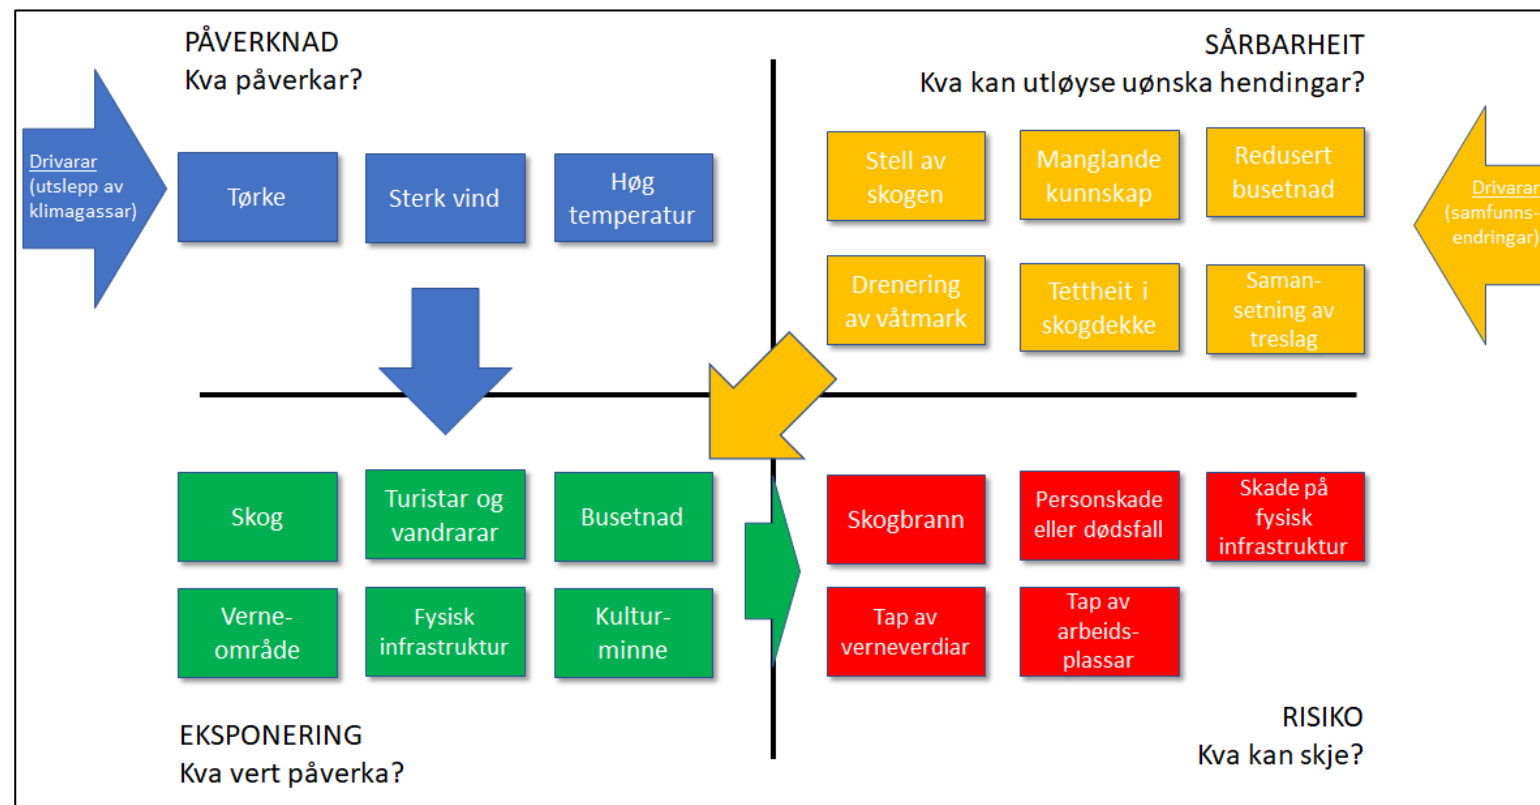 PÅVERKNAD
Kva påverkar?
Drivarar
(utslepp av
klimagassar)
Tørke
Sterk vind
Høg
temperatur
SÅRBARHEIT
Kva kan utløyse uønska hendingar?
Stell av
skogen
Manglande
kunnskap
Redusert
busetnad
Drenering
av våtmark
Tettheit i
skogdekke
Saman-
setning av
treslag
Drivarar
(samfunns-
endringar)
Skog
Turistar og
vandrarar
Busetnad
Verne-
område
Fysisk
infrastruktur
Kultur-
minne
EKSPONERING
Kva vert påverka?
Skogbrann
Personskade
eller dødsfall
Skade på
fysisk
infrastruktur
Tap av
verneverdiar
Tap av
arbeids-
plassar
RISIKO
Kva kan skje?